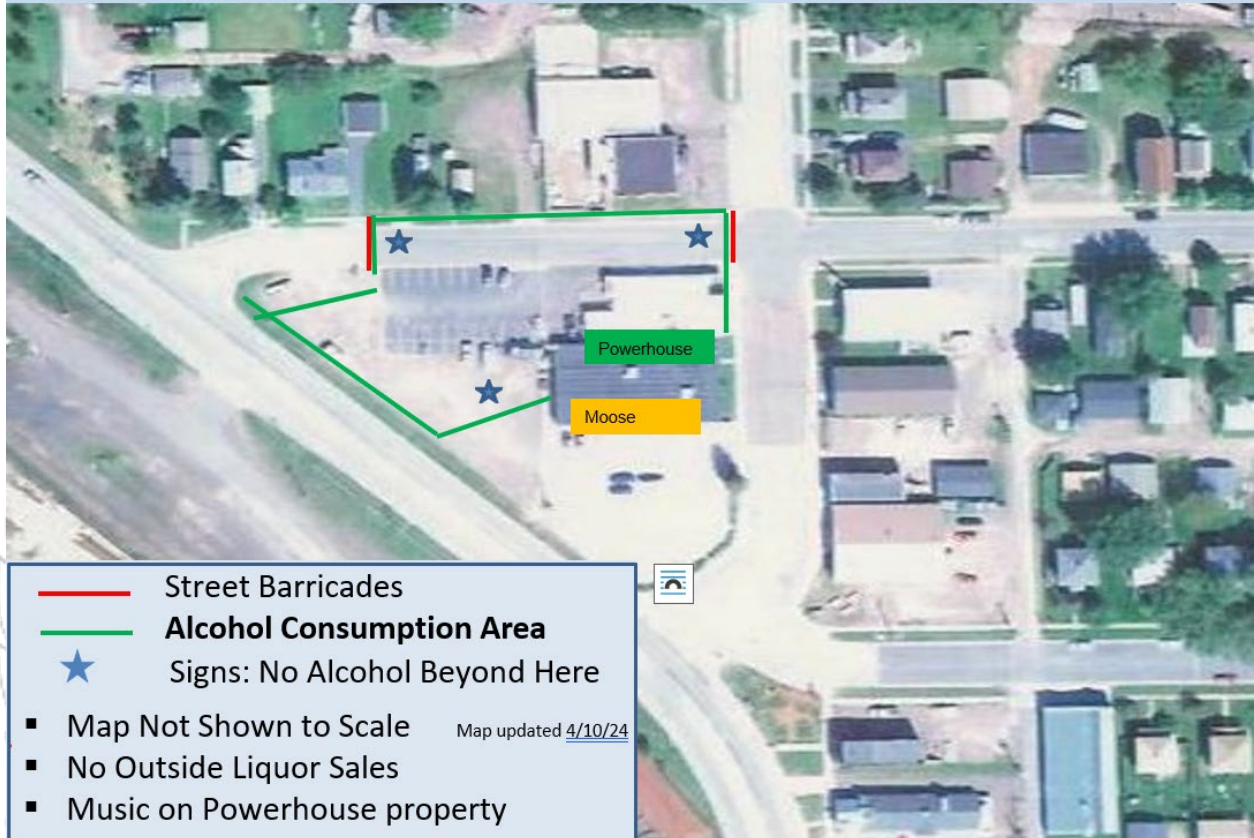 Powerhouse
Moose
Street Barricades
Alcohol Consumption Area
Signs: No Alcohol Beyond Here
▪ Map Not Shown to Scale Map updated 4/10/24
▪ No Outside Liquor Sales
▪ Music on Powerhouse property